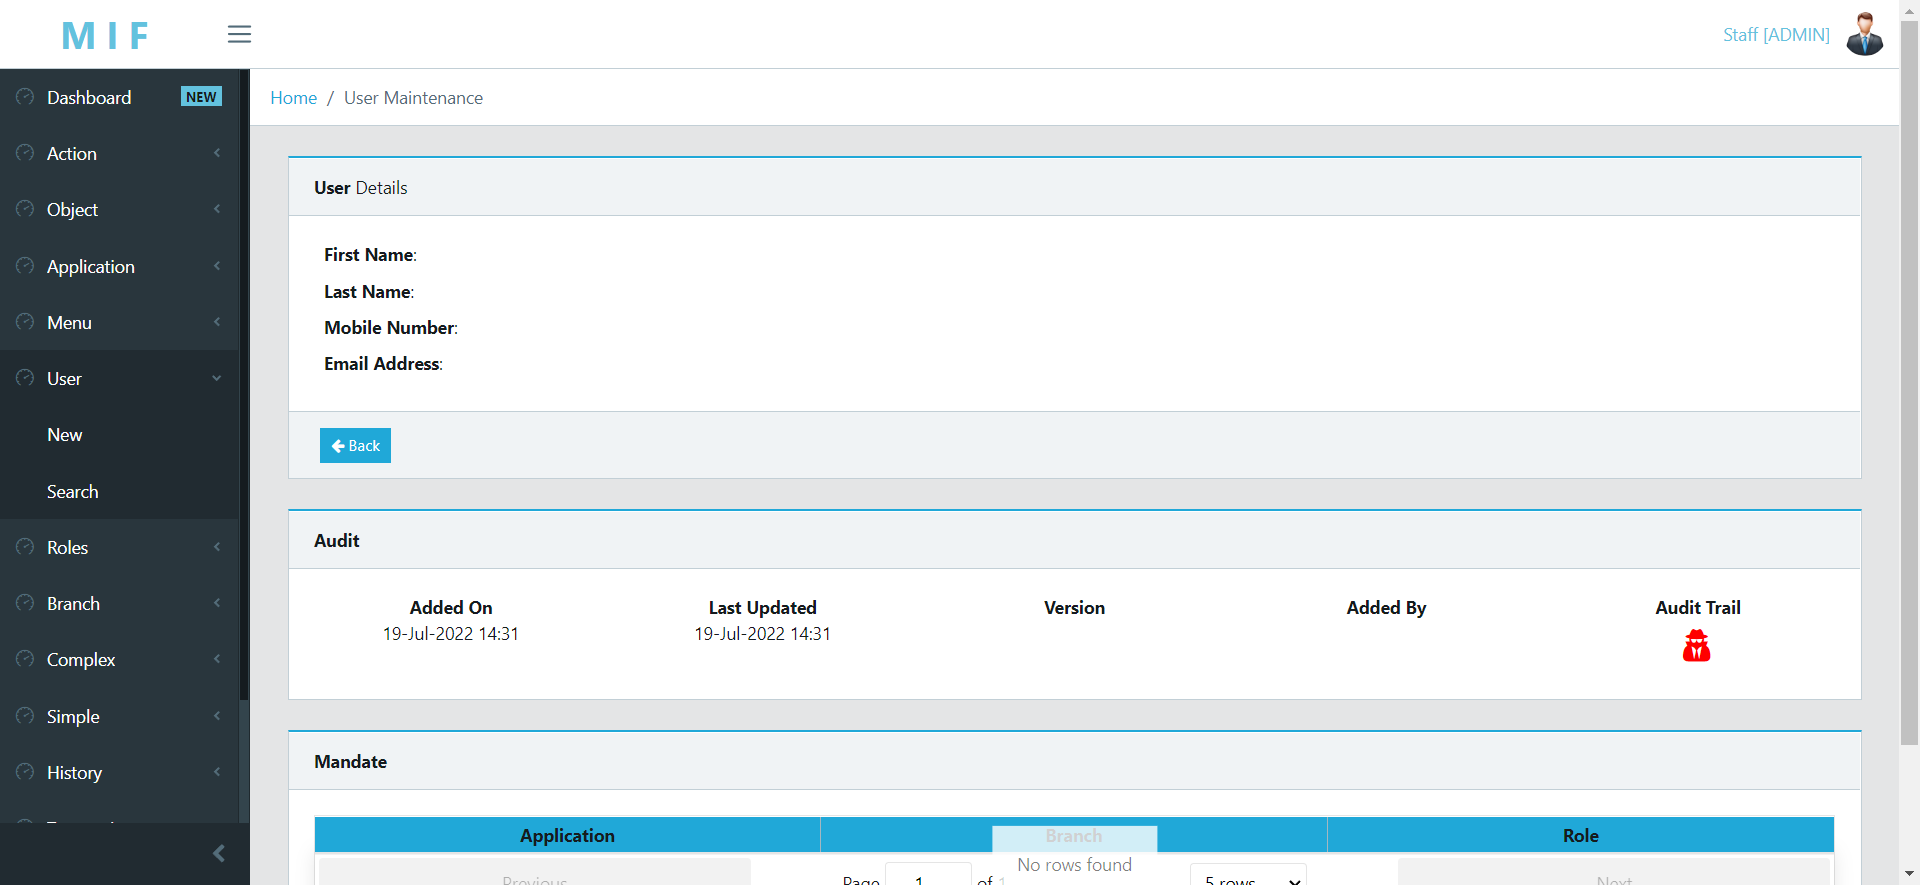 MIF
Staff [ADMIN]
Dashboard NEW
Action
Object
Application
Menu
User
New
Search
Roles
Branch
Complex
Simple
History
Home / User Maintenance
User Details
First Name:
Last Name:
Mobile Number:
Email Address:
Back
Audit
Added On Last Updated Version Added By Audit Trail
19-Jul-2022 14:31 19-Jul-2022 14:31
Mandate
Application Branch Role
No rows found
Previous Page 1 of 1 5 rows Next